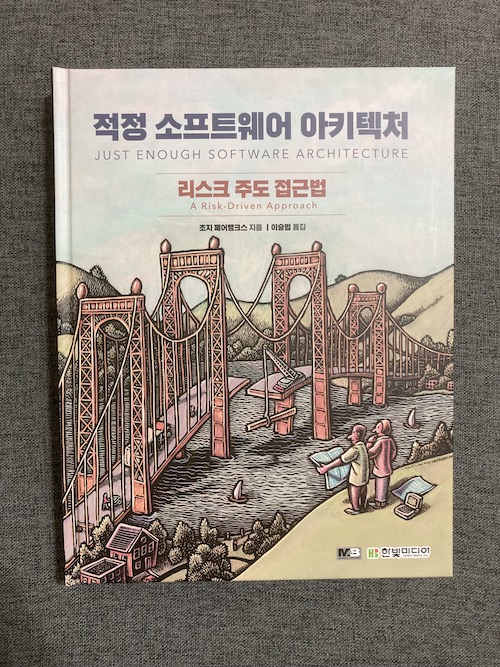 적정 소프트웨어 아키텍처
JUST ENOUGH SOFTWARE ARCHITECTURE
리스크 주도 접근법
A Risk-Driven Approach
조지 페어뱅크스 지음 | 이승범 옮김
M&B
HB 한빛미디어